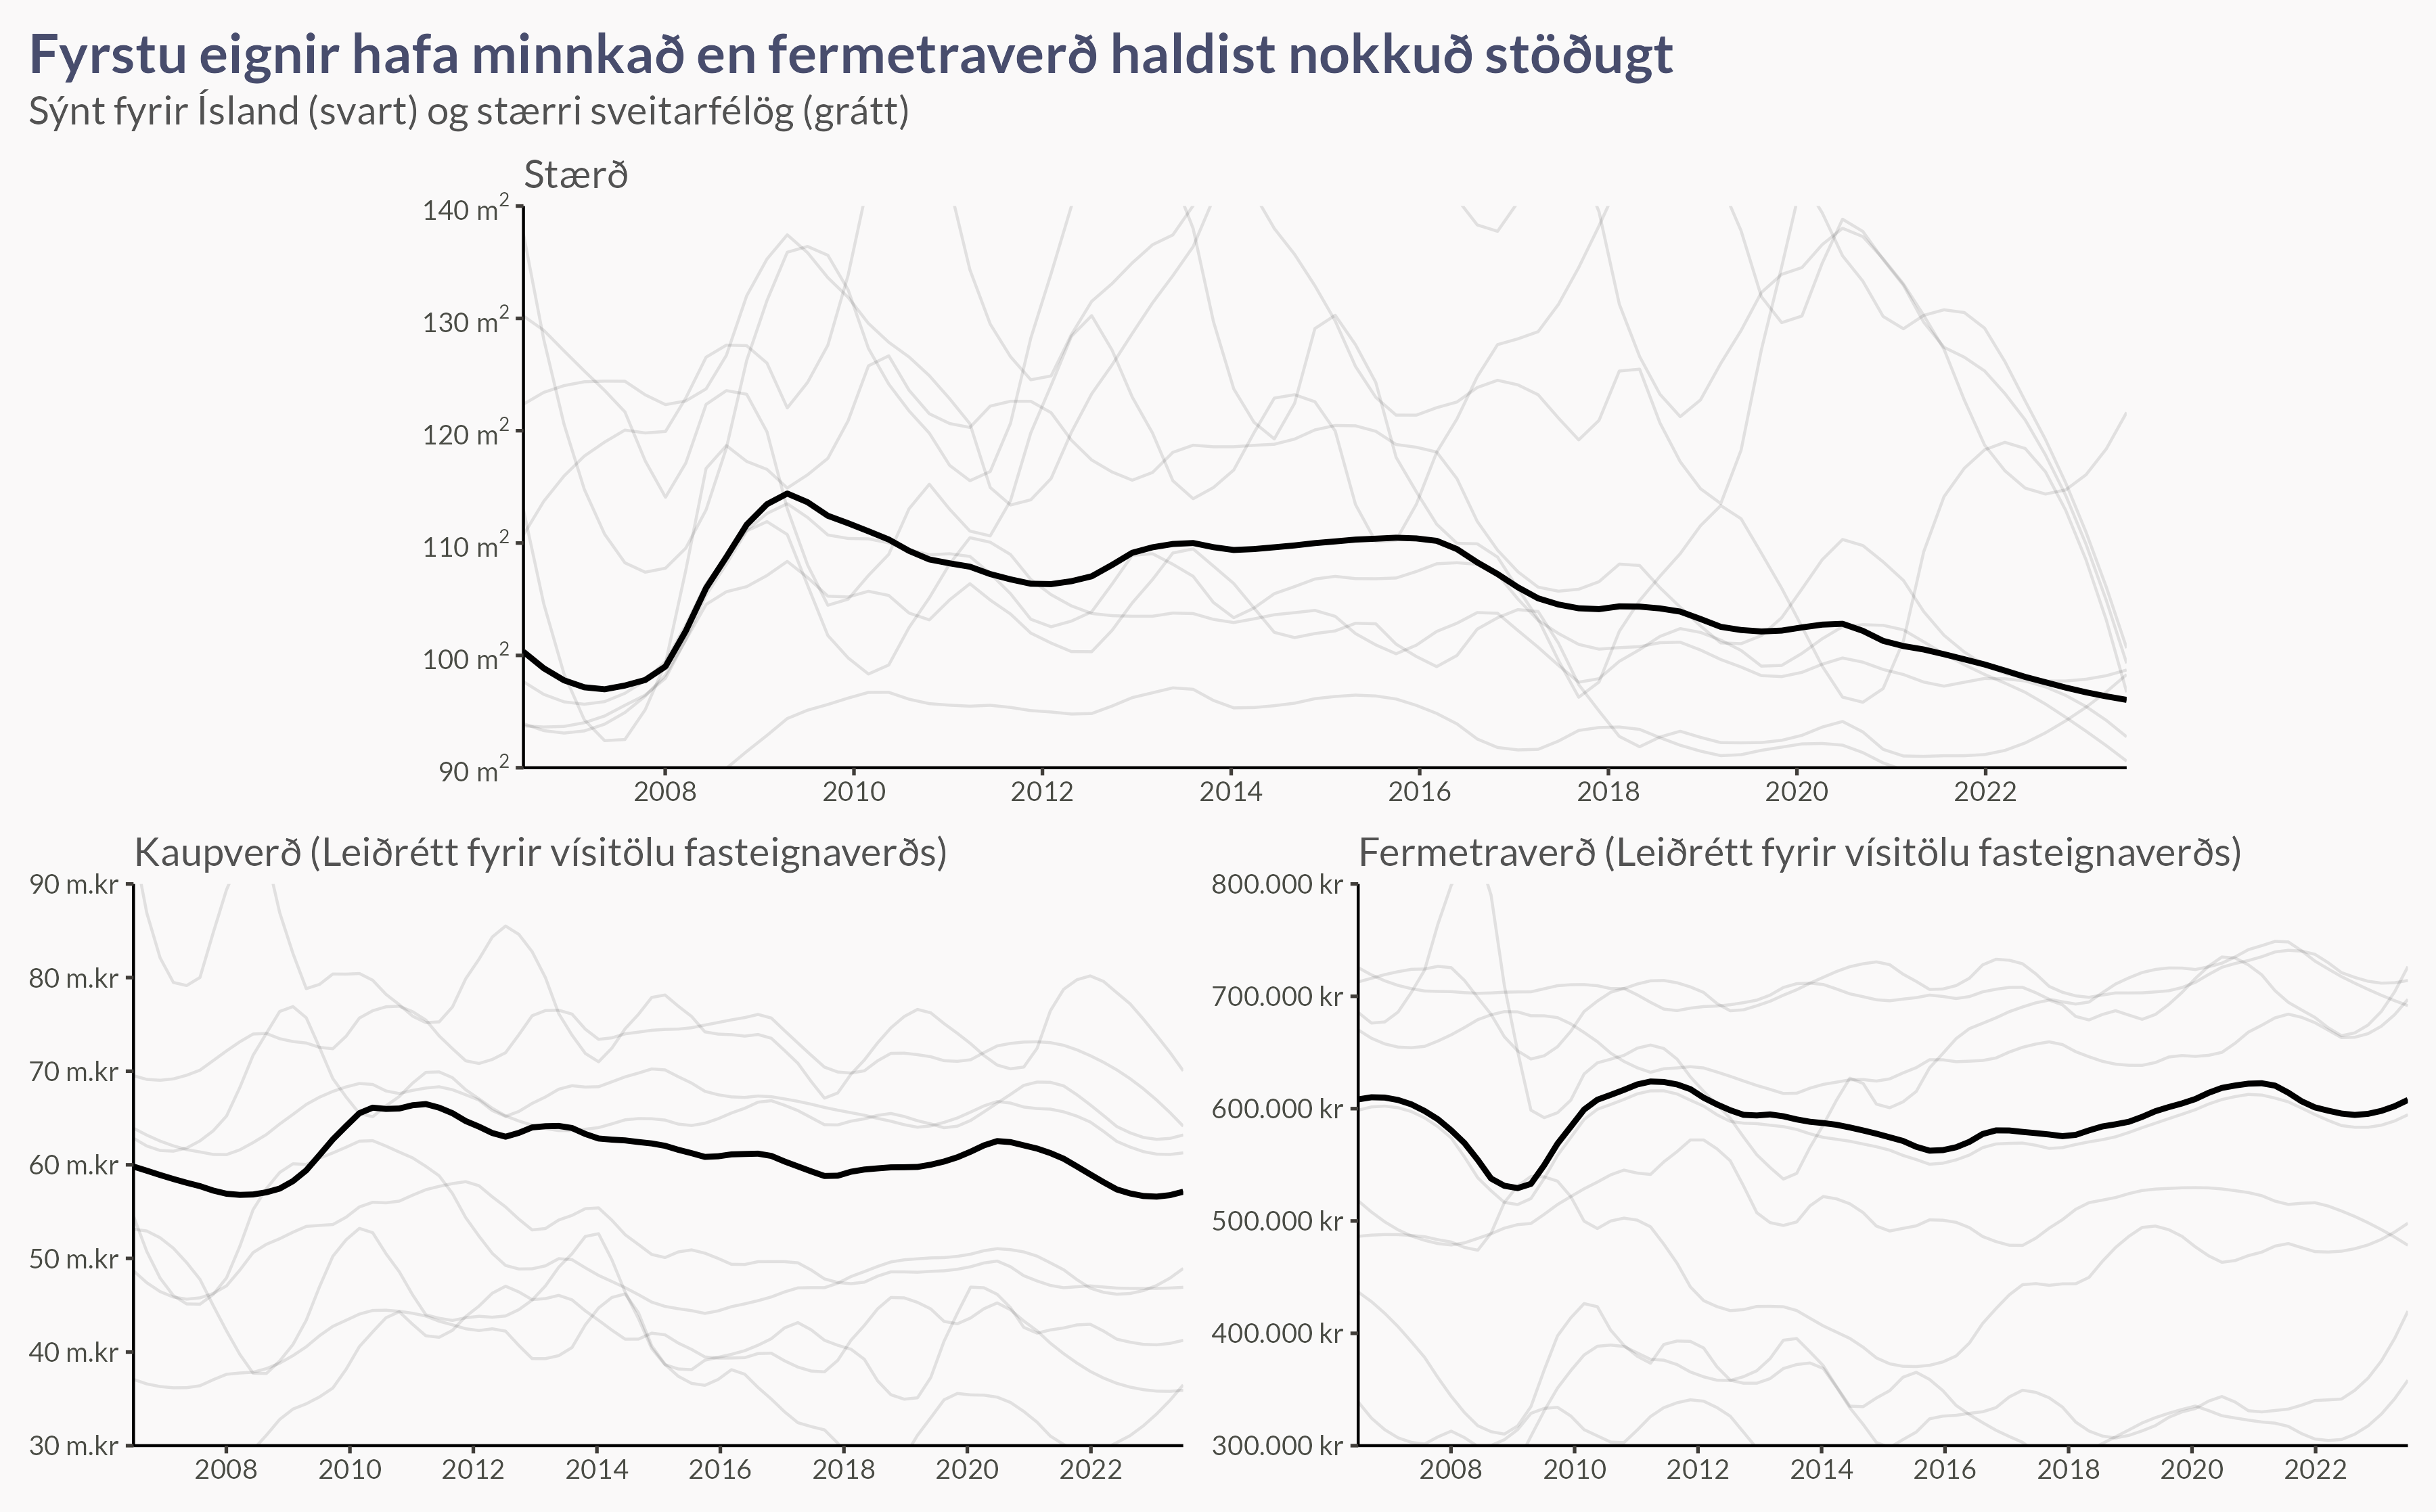 Fyrstu eignir hafa minnkað en fermetraverð haldist nokkuð stöðugt
Sýnt fyrir Ísland (svart) og stærri sveitarfélög (grátt)
Stærð
140 m²
130 m²
120 m²
110 m²
100 m²
90 m²
2008 2010 2012 2014 2016 2018 2020 2022
Kaupverð (Leiðrétt fyrir vísitölu fasteignaverðs)
90 m.kr
80 m.kr
70 m.kr
60 m.kr
50 m.kr
40 m.kr
30 m.kr
2008 2010 2012 2014 2016 2018 2020 2022
Fermetraverð (Leiðrétt fyrir vísitölu fasteignaverðs)
800.000 kr
700.000 kr
600.000 kr
500.000 kr
400.000 kr
300.000 kr
2008 2010 2012 2014 2016 2018 2020 2022